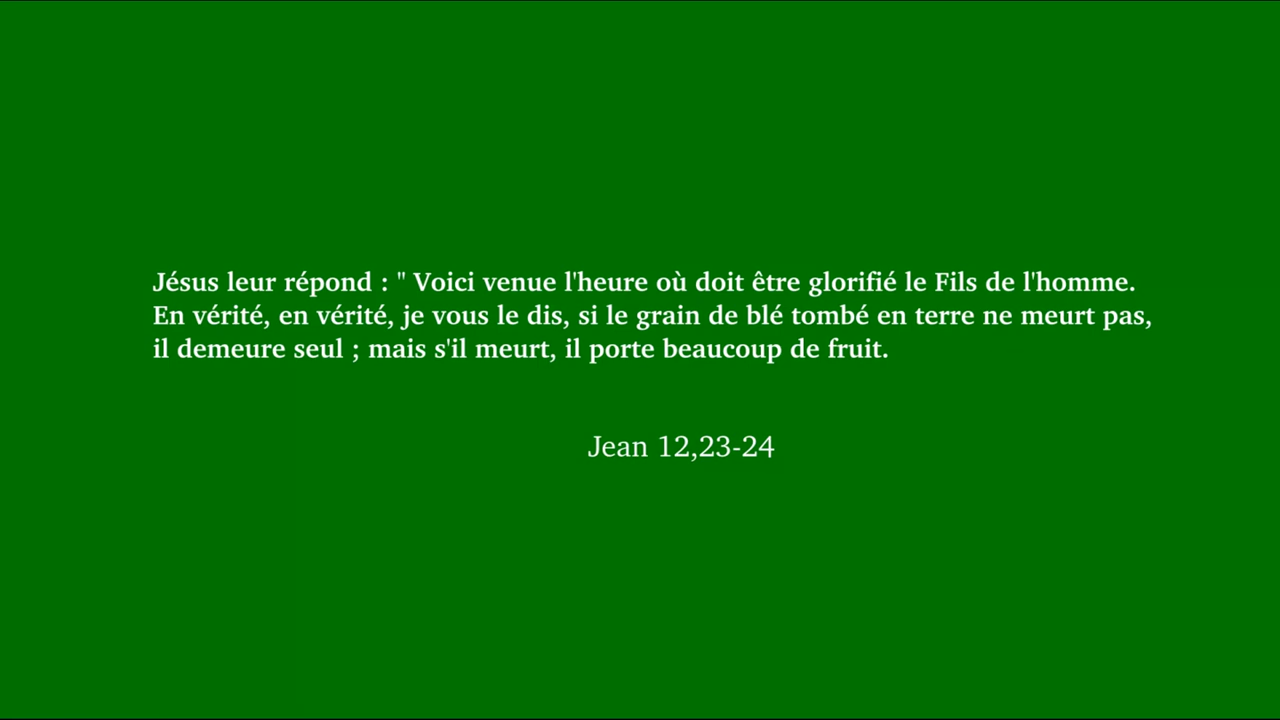 Jésus leur répond : " Voici venue l'heure où doit être glorifié le Fils de l'homme.
En vérité, en vérité, je vous le dis, si le grain de blé tombé en terre ne meurt pas,
il demeure seul ; mais s'il meurt, il porte beaucoup de fruit.
Jean 12,23-24